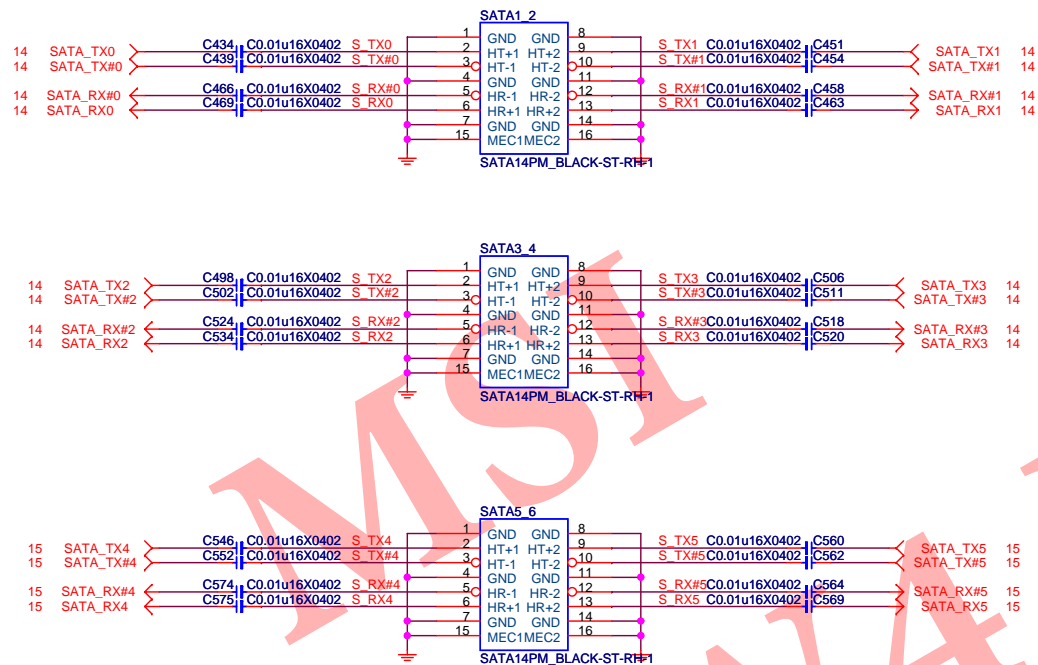 SATA1_2
14 SATA_TX0 C434 C0.01u16X0402 S_TX0 1 GND GND 8 S_TX1 C0.01u16X0402 C451 SATA_TX1 14
14 SATA_TX#0 C439 C0.01u16X0402 S_TX#0 2 HT+1 HT+2 9 S_TX#1 C0.01u16X0402 C454 SATA_TX#1 14
3 HT-1 HT-2 10
4 GND GND 11
14 SATA_RX#0 C466 C0.01u16X0402 S_RX#0 5 HR-1 HR-2 12 S_RX#1 C0.01u16X0402 C458 SATA_RX#1 14
14 SATA_RX0 C469 C0.01u16X0402 S_RX0 6 HR+1 HR+2 13 S_RX1 C0.01u16X0402 C463 SATA_RX1 14
7 GND GND 14
15 MEC1 MEC2 16
SATA14PM_BLACK-ST-RH-1
SATA3_4
1 GND GND 8
14 SATA_TX2 C498 C0.01u16X0402 S_TX2 2 HT+1 HT+2 9 S_TX3 C0.01u16X0402 C506 SATA_TX3 14
14 SATA_TX#2 C502 C0.01u16X0402 S_TX#2 3 HT-1 HT-2 10 S_TX#3 C0.01u16X0402 C511 SATA_TX#3 14
4 GND GND 11
14 SATA_RX#2 C524 C0.01u16X0402 S_RX#2 5 HR-1 HR-2 12 S_RX#3 C0.01u16X0402 C518 SATA_RX#3 14
14 SATA_RX2 C534 C0.01u16X0402 S_RX2 6 HR+1 HR+2 13 S_RX3 C0.01u16X0402 C520 SATA_RX3 14
7 GND GND 14
15 MEC1 MEC2 16
SATA14PM_BLACK-ST-RH-1
MSI
SATA5_6
1 GND GND 8
15 SATA_TX4 C546 C0.01u16X0402 S_TX4 2 HT+1 HT+2 9 S_TX5 C0.01u16X0402 C560 SATA_TX5 15
15 SATA_TX#4 C552 C0.01u16X0402 S_TX#4 3 HT-1 HT-2 10 S_TX#5 C0.01u16X0402 C562 SATA_TX#5 15
4 GND GND 11
15 SATA_RX#4 C574 C0.01u16X0402 S_RX#4 5 HR-1 HR-2 12 S_RX#5 C0.01u16X0402 C564 SATA_RX#5 15
15 SATA_RX4 C575 C0.01u16X0402 S_RX4 6 HR+1 HR+2 13 S_RX5 C0.01u16X0402 C569 SATA_RX5 15
7 GND GND 14
15 MEC1 MEC2 16
SATA14PM_BLACK-ST-RH-1